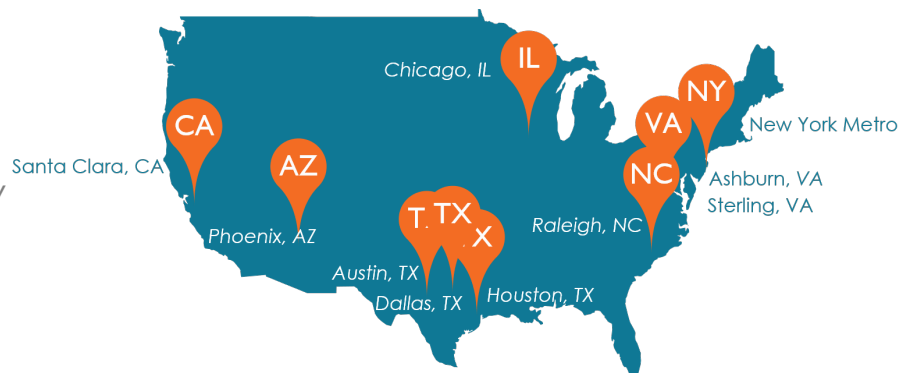 IL
Chicago, IL
NY
CA
VA
New York Metro
AZ
Santa Clara, CA
NC
Ashburn, VA
Sterling, VA
T
TX
X
Raleigh, NC
Phoenix, AZ
Austin, TX
Dallas, TX
Houston, TX